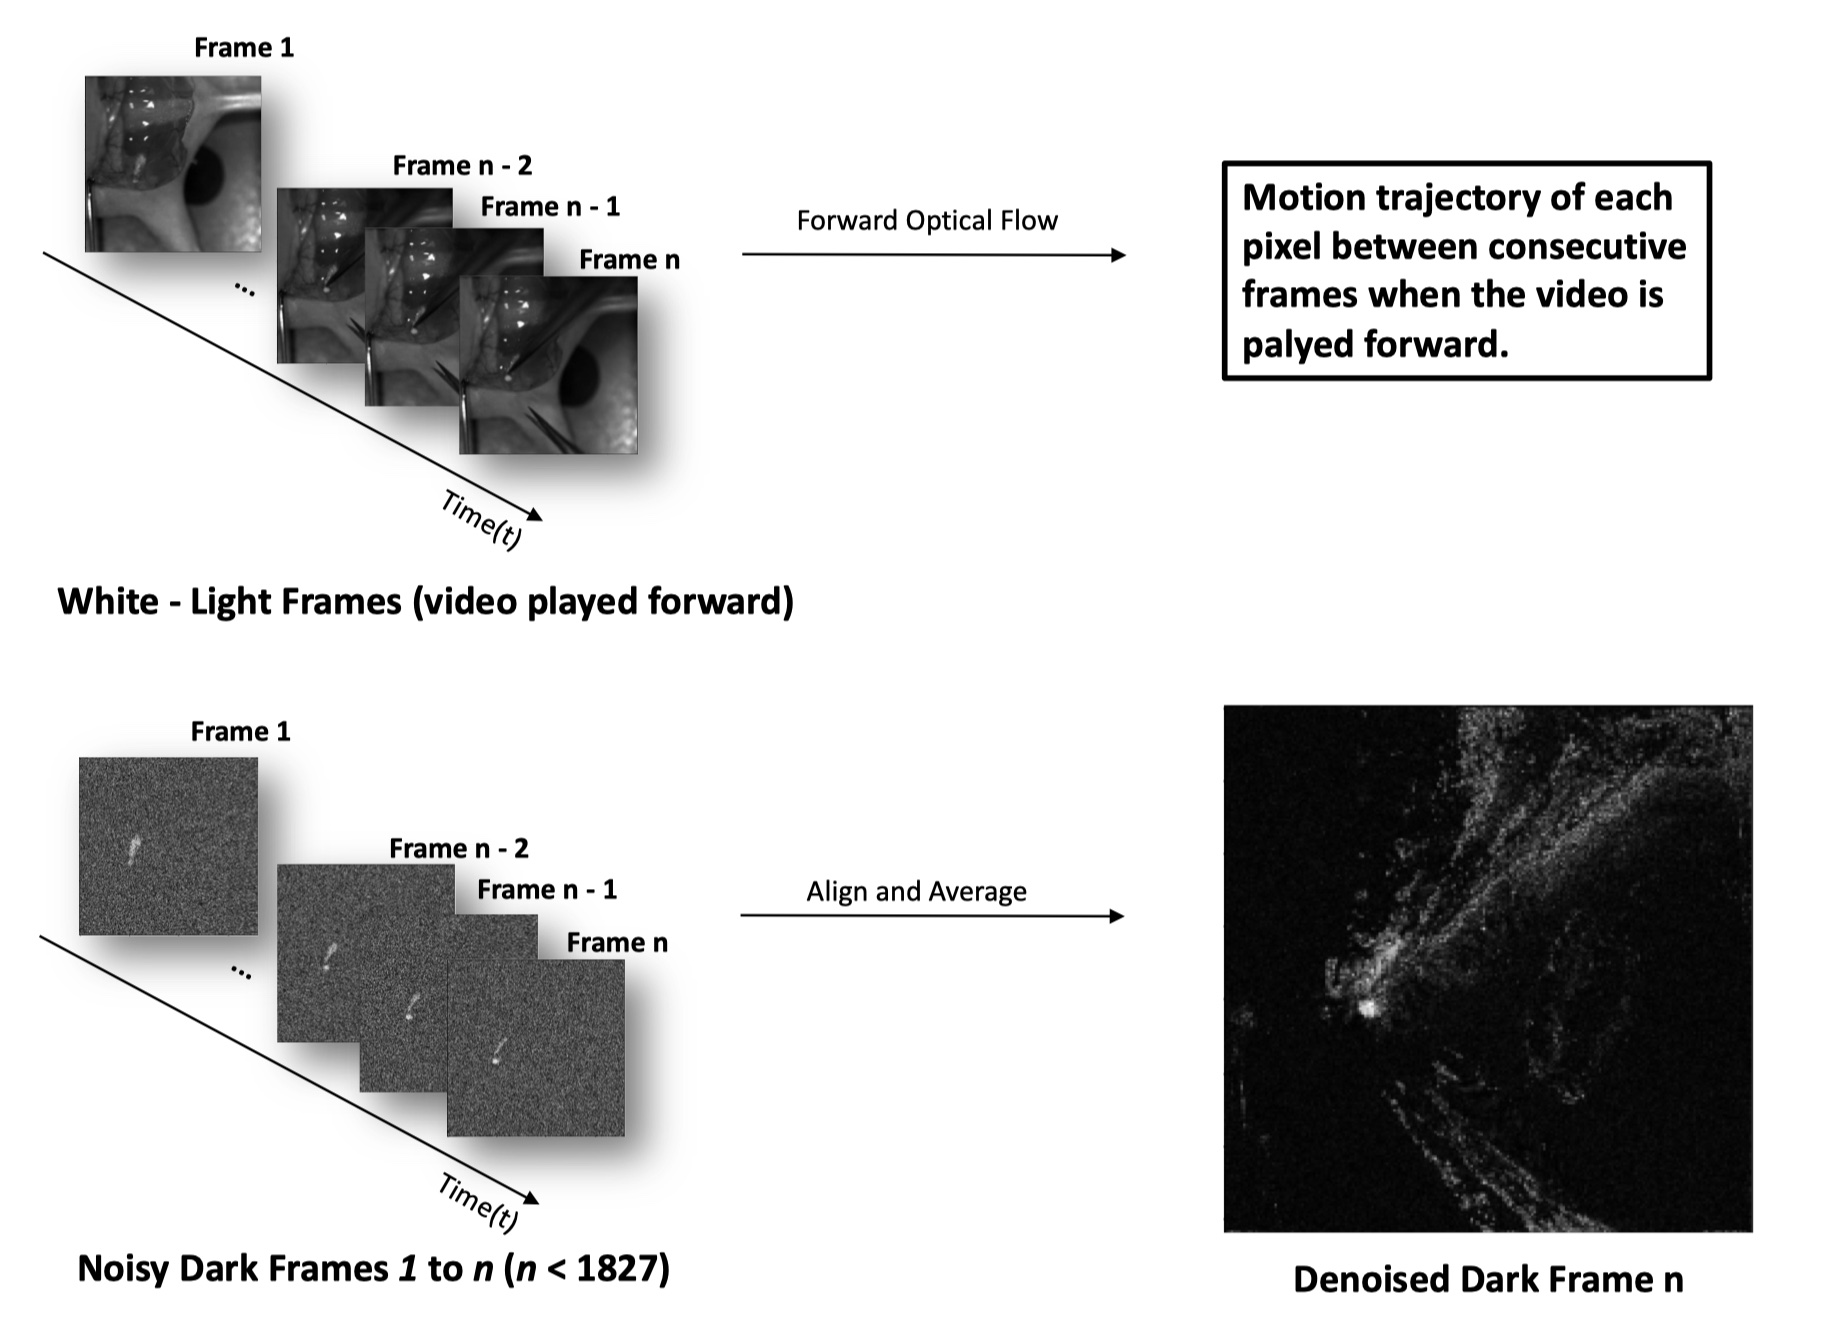 Frame 1
Frame n - 2
Frame n - 1
Frame n
...
Time(t)
White - Light Frames (video played forward)
Forward Optical Flow
Motion trajectory of each
pixel between consecutive
frames when the video is
palyed forward.
Frame 1
Frame n - 2
Frame n - 1
Frame n
...
Time(t)
Noisy Dark Frames 1 to n (n < 1827)
Align and Average
Denoised Dark Frame n